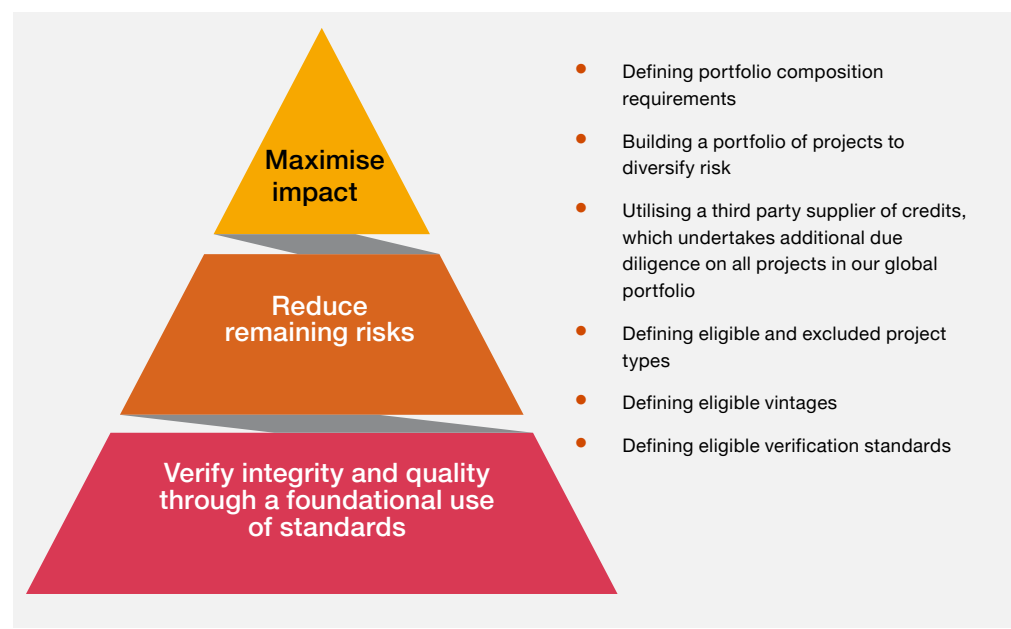 Maximise
impact
Reduce
remaining risks
Verify integrity and quality
through a foundational use
of standards
Defining portfolio composition
requirements
Building a portfolio of projects to
diversify risk
Utilising a third party supplier of credits,
which undertakes additional due
diligence on all projects in our global
portfolio
Defining eligible and excluded project
types
Defining eligible vintages
Defining eligible verification standards